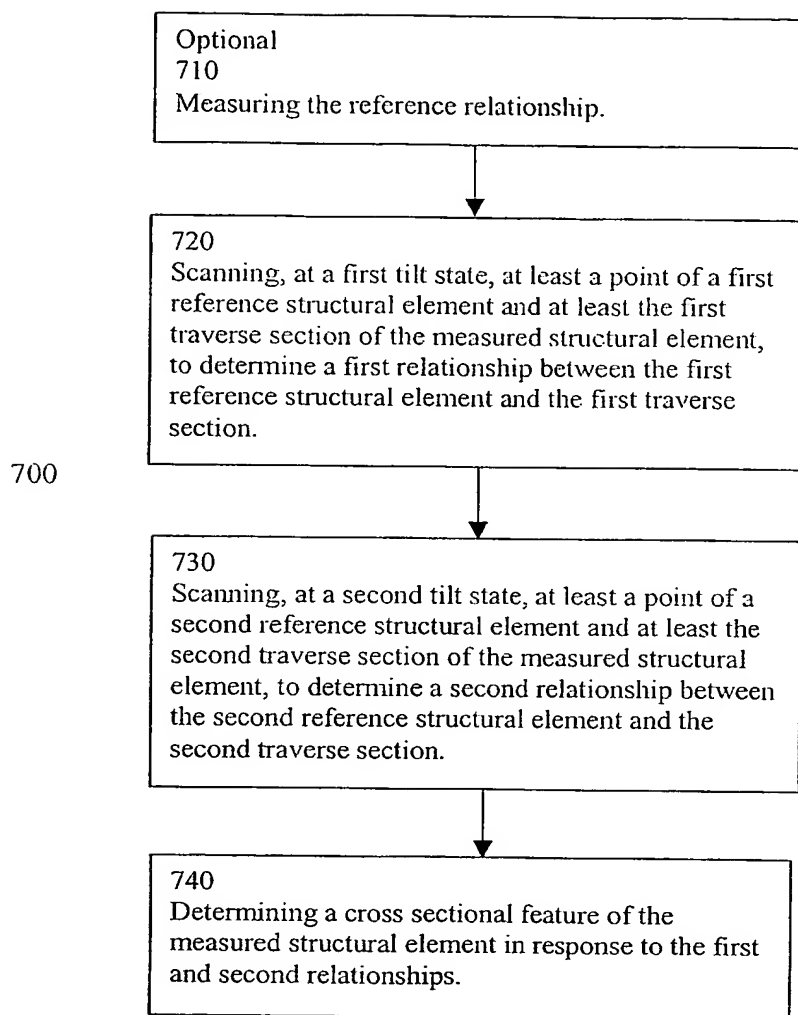 Optional
710
Measuring the reference relationship.
720
Scanning, at a first tilt state, at least a point of a first
reference structural element and at least the first
traverse section of the measured structural element,
to determine a first relationship between the first
reference structural element and the first traverse
section.
700
730
Scanning, at a second tilt state, at least a point of a
second reference structural element and at least the
second traverse section of the measured structural
element, to determine a second relationship between
the second reference structural element and the
second traverse section.
740
Determining a cross sectional feature of the
measured structural element in response to the first
and second relationships.